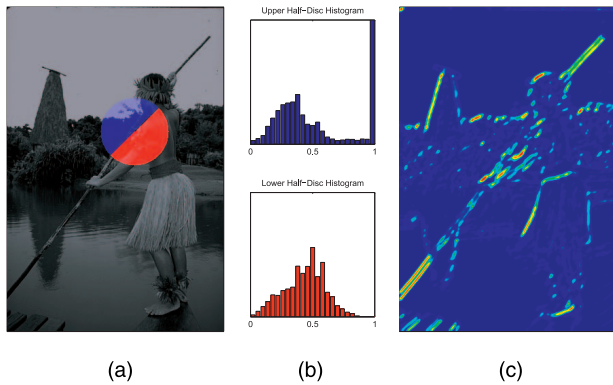 Upper Half-Disc Histogram
0 0.5 1
Lower Half-Disc Histogram
0 0.5 1
(a) (b) (c)